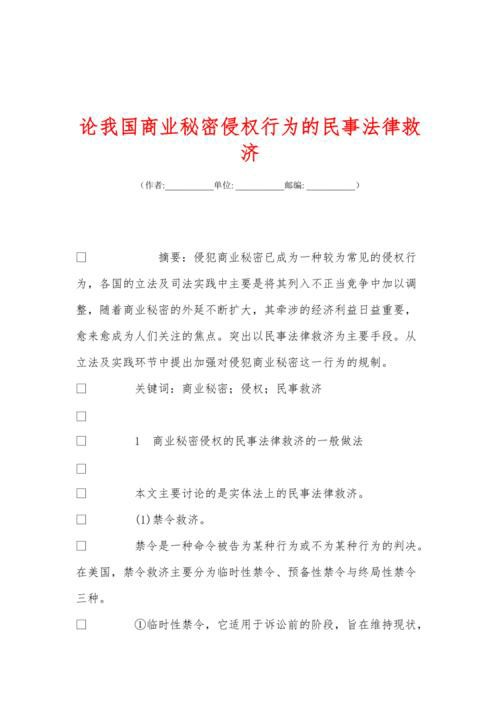 论我国商业秘密侵权行为的民事法律救
济
(作者:___________单位: ___________邮编: ___________)
□ 摘要：侵犯商业秘密已成为一种较为常见的侵权行
为，各国的立法及司法实践中主要是将其列入不正当竞争中加以调
整，随着商业秘密的外延不断扩大，其牵涉的经济利益日益重要，
愈来愈成为人们关注的焦点。突出以民事法律救济为主要手段。从
立法及实践环节中提出加强对侵犯商业秘密这一行为的规制。
□ 关键词：商业秘密；侵权；民事救济
□
□ 1 商业秘密侵权的民事法律救济的一般做法
□
□ 本文主要讨论的是实体法上的民事法律救济。
□ (1)禁令救济。
□ 禁令是一种命令被告为某种行为或不为某种行为的判决。
在美国，禁令救济主要分为临时性禁令、预备性禁令与终局性禁令
三种。
□ ①临时性禁令，它适用于诉讼前的阶段，旨在维持现状，